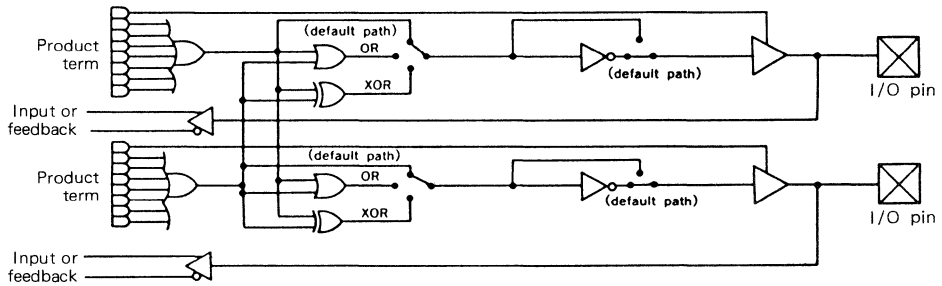 (default path)
Product
term
OR
XOR
(default path)
I/O pin
Input or
feedback
(default path)
Product
term
OR
XOR
(default path)
I/O pin
Input or
feedback